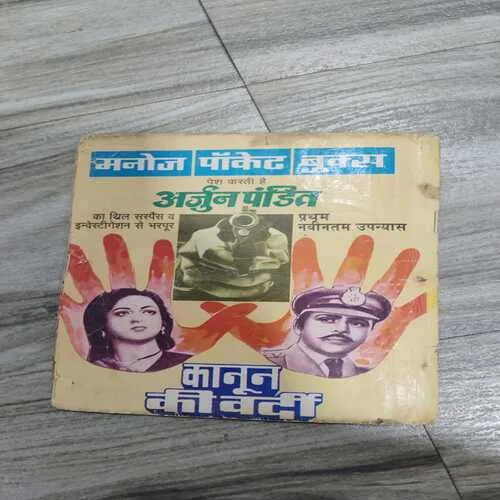 मनोज पॉकेट बुक्स
पेश करती है
अर्जुन पंडित
का थ्रिल सस्पैंस व
इन्वेस्टीगेशन से भरपूर
प्रथम
नवीनतम उपन्यास
कानून
की वर्दी